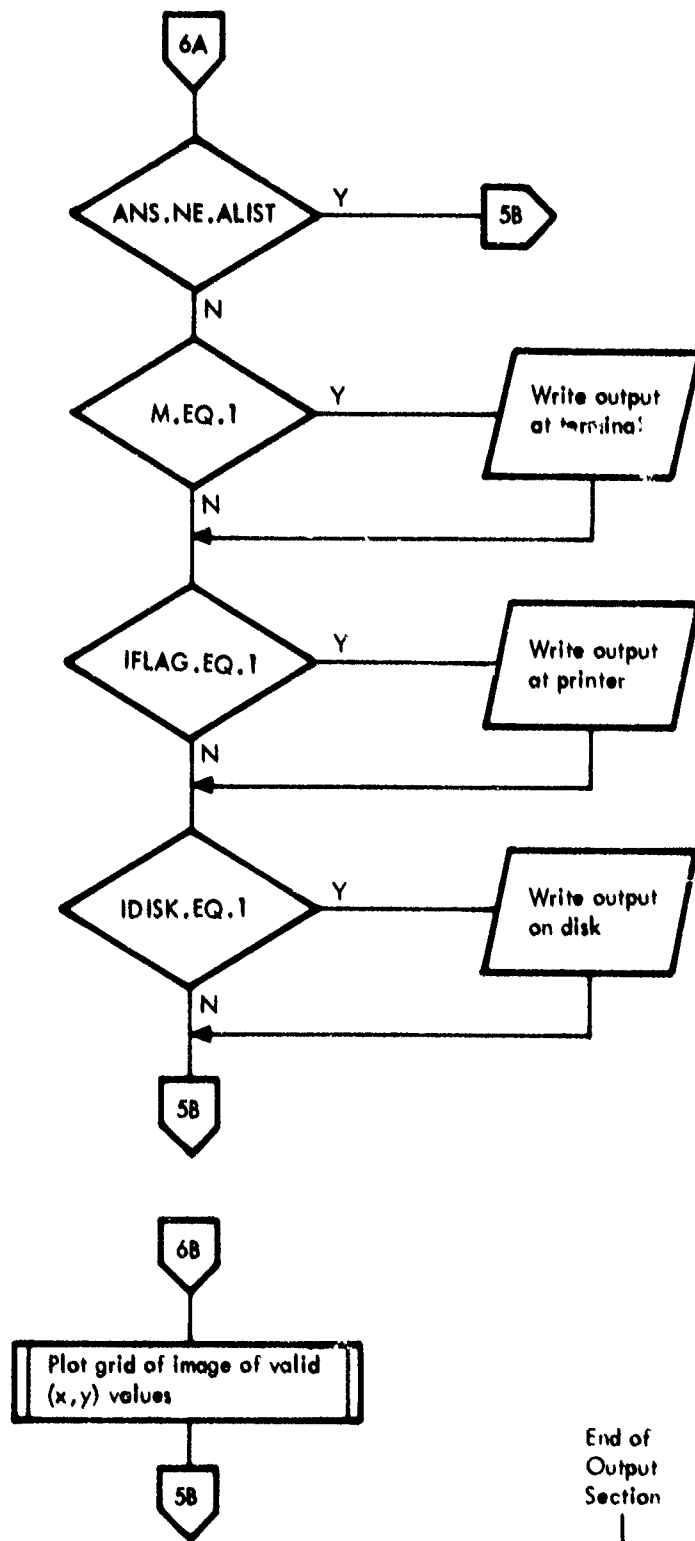 6A
ANS.NE.ALIST
Y
5B
N
M.EQ.1
Y
Write output
at terminal
N
IFLAG.EQ.1
Y
Write output
at printer
N
IDISK.EQ.1
Y
Write output
on disk
N
5B
6B
Plot grid of image of valid
(x,y) values
5B
End of
Output
Section